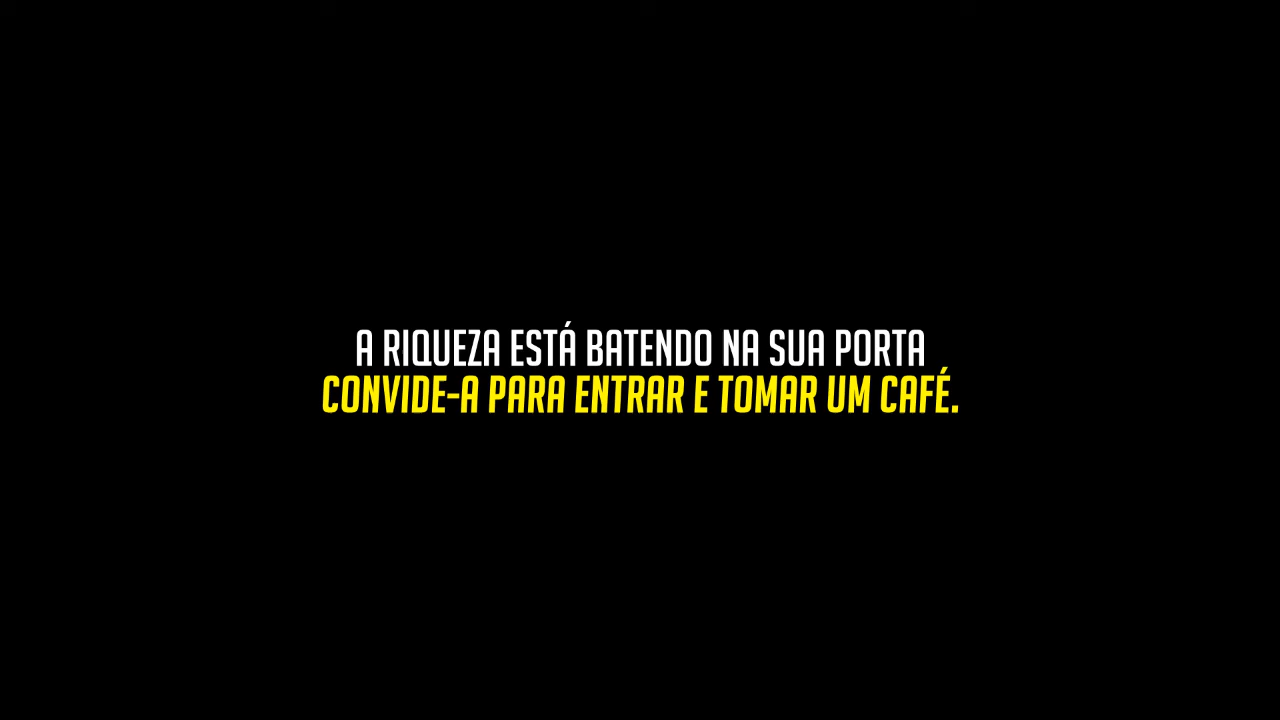 A RIQUEZA ESTÁ BATENDO NA SUA PORTA
CONVIDE-A PARA ENTRAR E TOMAR UM CAFÉ.